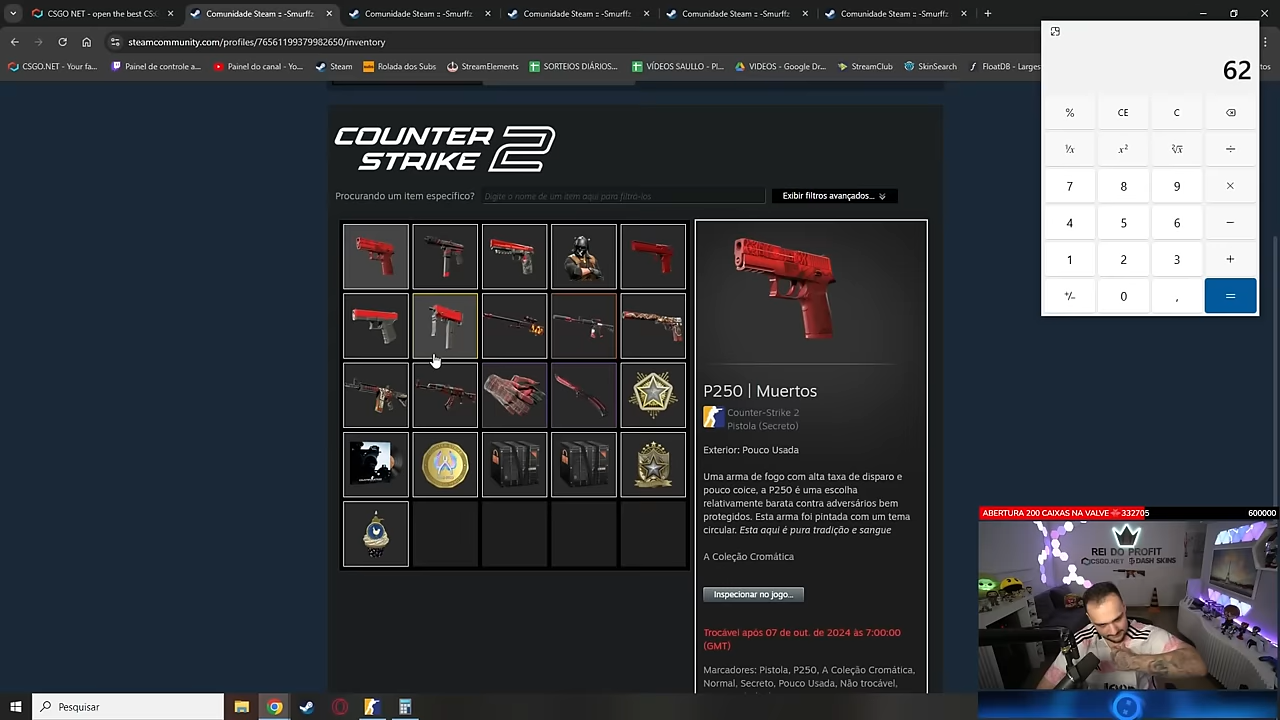 CSGO NET - open the best CS
Comunidade Steam :: -Smurffz
Comunidade Steam :: -Smurffz
Comunidade Steam :: -Smurffz
Comunidade Steam :: -Smurffz
Comunidade Steam :: -Smurffz
steamcommunity.com/profiles/76561199379982650/inventory
CSGO.NET - Your fa...
Painel de controle a...
Painel do canal - Yo...
Steam
Rolada dos Subs
StreamElements
SORTEIOS DIÁRIOS...
VÍDEOS SAULLO - PL...
VIDEOS - Google Dr...
StreamClub
SkinSearch
FloatDB - Larges
tos
62
% CE C
¹/x x² ²√x ÷
7 8 9 ×
4 5 6 −
1 2 3 +
+/− 0 , =
COUNTER
STRIKE 2
Procurando um item específico?
Digite o nome de um item aqui para filtrá-los
Exibir filtros avançados...
P250 | Muertos
Counter-Strike 2
Pistola (Secreto)
Exterior: Pouco Usada
Uma arma de fogo com alta taxa de disparo e
pouco coice, a P250 é uma escolha
relativamente barata contra adversários bem
protegidos. Esta arma foi pintada com um tema
circular. Esta aqui é pura tradição e sangue
A Coleção Cromática
Inspecionar no jogo...
Trocável após 07 de out. de 2024 às 7:00:00
(GMT)
Marcadores: Pistola, P250, A Coleção Cromática,
Normal, Secreto, Pouco Usada, Não trocável,
ABERTURA 200 CAIXAS NA VALVE
332705
600000
REI DO PROFIT
CSGO.NET
DASH SKINS
Pesquisar